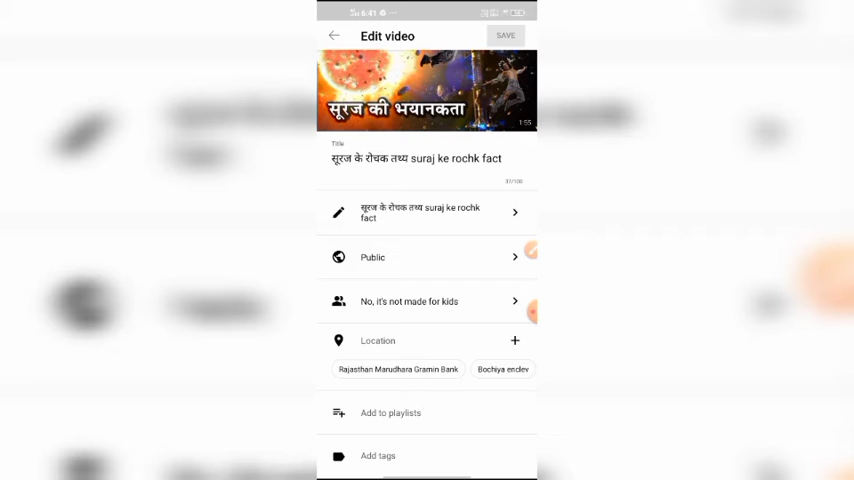 6:41
Edit video
SAVE
सूरज की भयानकता
1:55
Title
सूरज के रोचक तथ्य suraj ke rochk fact
37/100
सूरज के रोचक तथ्य suraj ke rochk
fact
Public
No, it's not made for kids
Location
Rajasthan Marudhara Gramin Bank
Bochiya enclev
Add to playlists
Add tags